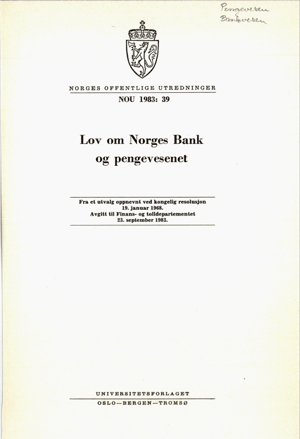 Pengevesen
Bankvesen
NORGES OFFENTLIGE UTREDNINGER
NOU 1983: 39
Lov om Norges Bank
og pengevesenet
Fra et utvalg oppnevnt ved kongelig resolusjon
19. januar 1968.
Avgitt til Finans- og tolldepartementet
23. september 1983.
UNIVERSITETSFORLAGET
OSLO—BERGEN—TROMSØ